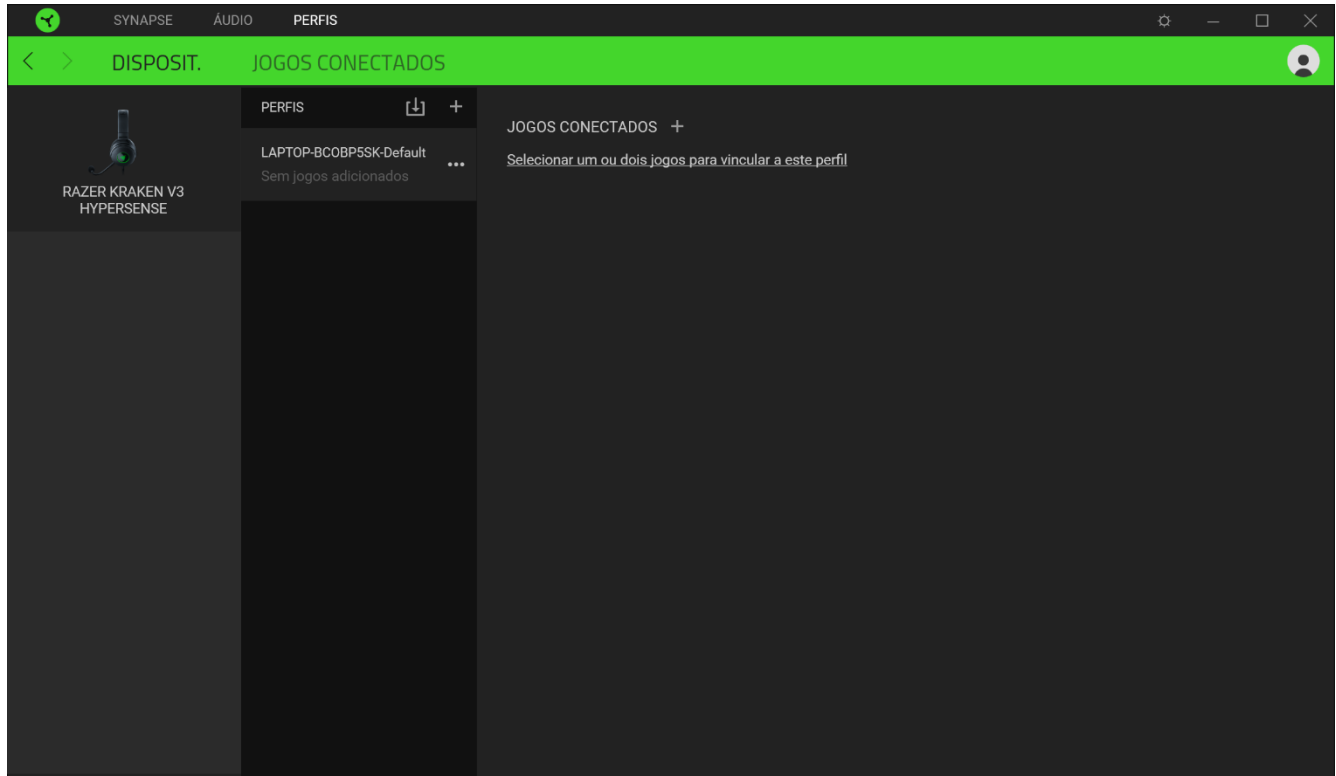 SYNAPSE ÁUDIO PERFIS
DISPOSIT. JOGOS CONECTADOS
RAZER KRAKEN V3
HYPERSENSE
PERFIS
LAPTOP-BCOBP5SK-Default
Sem jogos adicionados
JOGOS CONECTADOS
Selecionar um ou dois jogos para vincular a este perfil